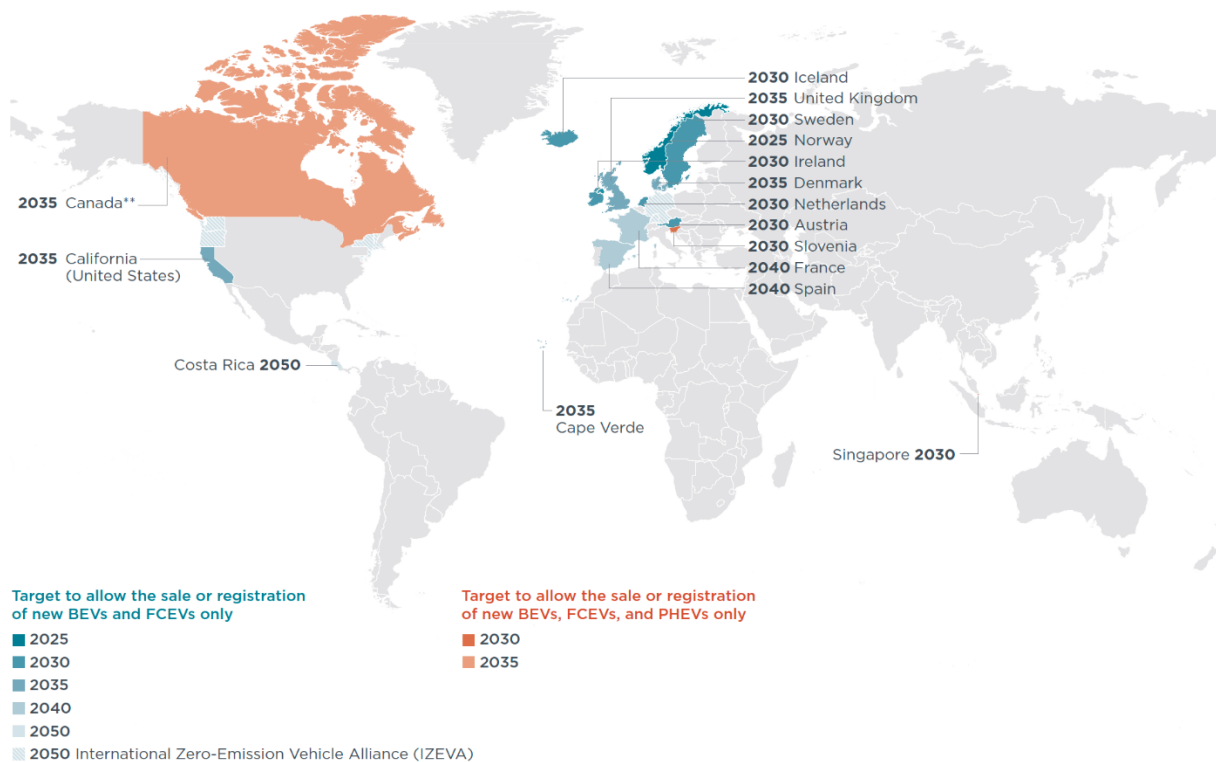 2030 Iceland
2035 United Kingdom
2030 Sweden
2025 Norway
2030 Ireland
2035 Denmark
2030 Netherlands
2030 Austria
2030 Slovenia
2040 France
2040 Spain
2035 Canada**
2035 California
(United States)
Costa Rica 2050
2035
Cape Verde
Singapore 2030
Target to allow the sale or registration
of new BEVs and FCEVs only
2025
2030
2035
2040
2050
2050 International Zero-Emission Vehicle Alliance (IZEVA)
Target to allow the sale or registration
of new BEVs, FCEVs, and PHEVs only
2030
2035